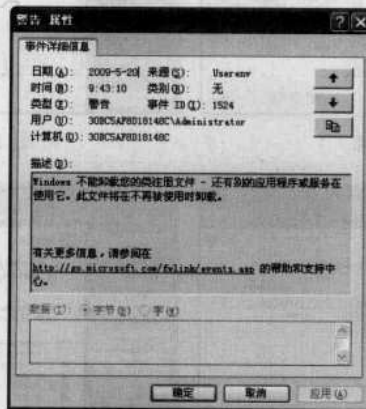 警告 属性
事件详细信息
日期(A): 2009-5-20 来源(S): Userenv
时间(M): 9:43:10 类别(R): 无
类型(E): 警告 事件 ID(I): 1524
用户(U): 30BC5AF8D18148C\Administrator
计算机(O): 30BC5AF8D18148C
描述(D):
Windows 不能卸载您的类注册文件 - 还有别的应用程序或服务在
使用它。此文件将在不再被使用时卸载。
有关更多信息，请参阅在
http://go.microsoft.com/fwlink/events.asp 的帮助和支持中
心。
数据(T): 字节(B) 字(W)
确定 取消 应用(A)